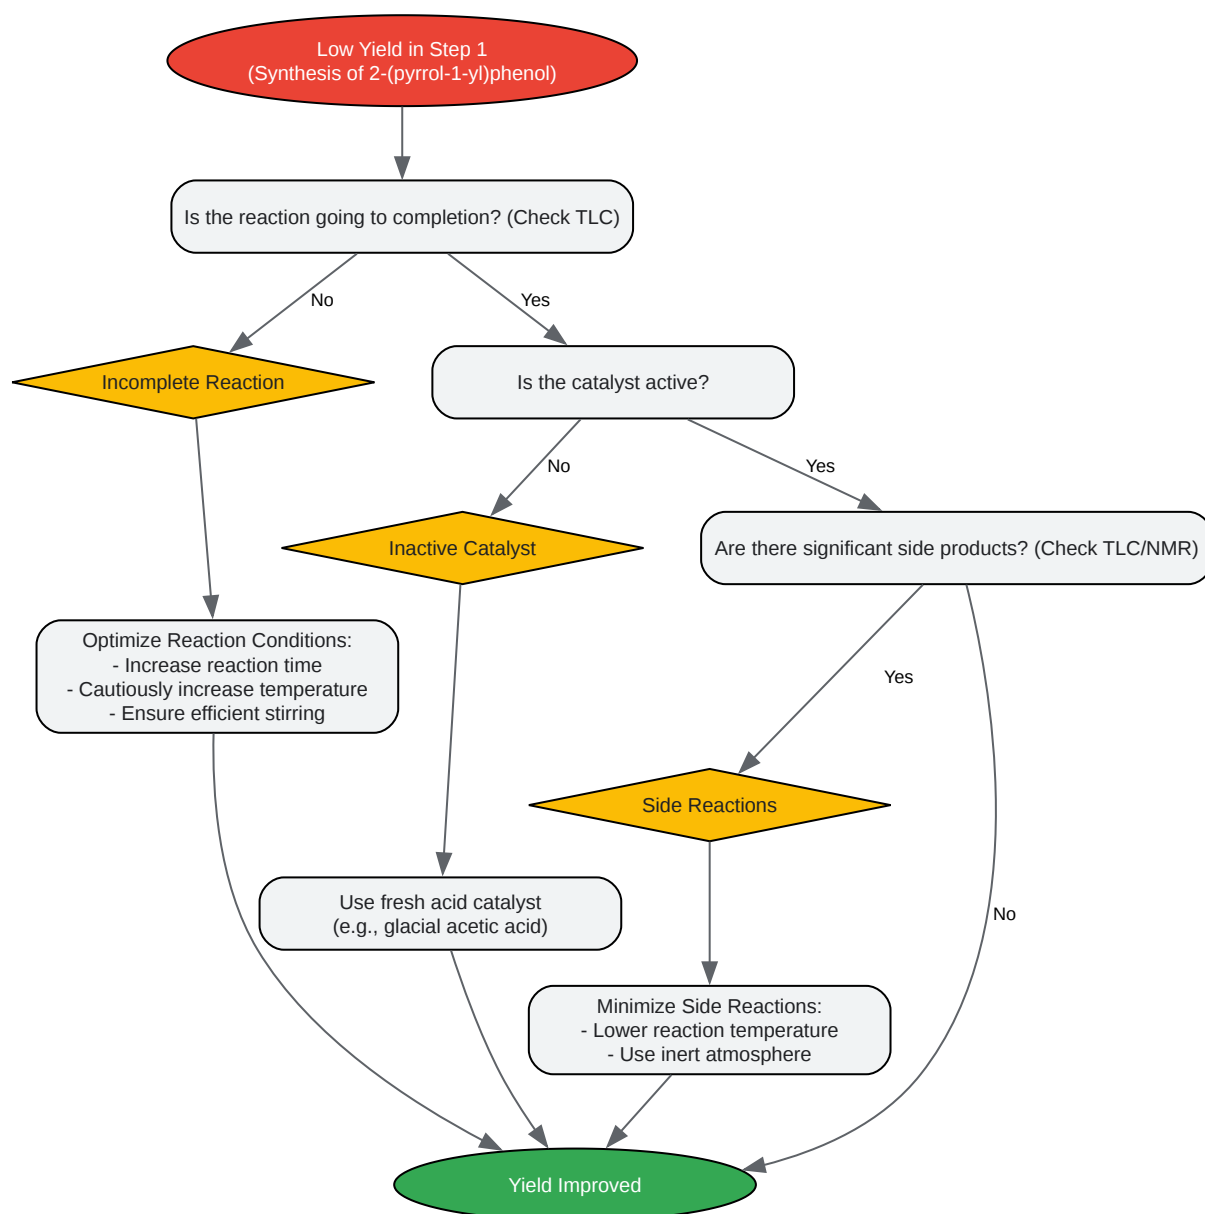 Low Yield in Step 1
(Synthesis of 2-(pyrrol-1-yl)phenol)
Is the reaction going to completion? (Check TLC)
No
Yes
Incomplete Reaction
Is the catalyst active?
No
Yes
Inactive Catalyst
Are there significant side products? (Check TLC/NMR)
Optimize Reaction Conditions:
- Increase reaction time
- Cautiously increase temperature
- Ensure efficient stirring
Yes
Side Reactions
Use fresh acid catalyst
(e.g., glacial acetic acid)
No
Minimize Side Reactions:
- Lower reaction temperature
- Use inert atmosphere
Yield Improved